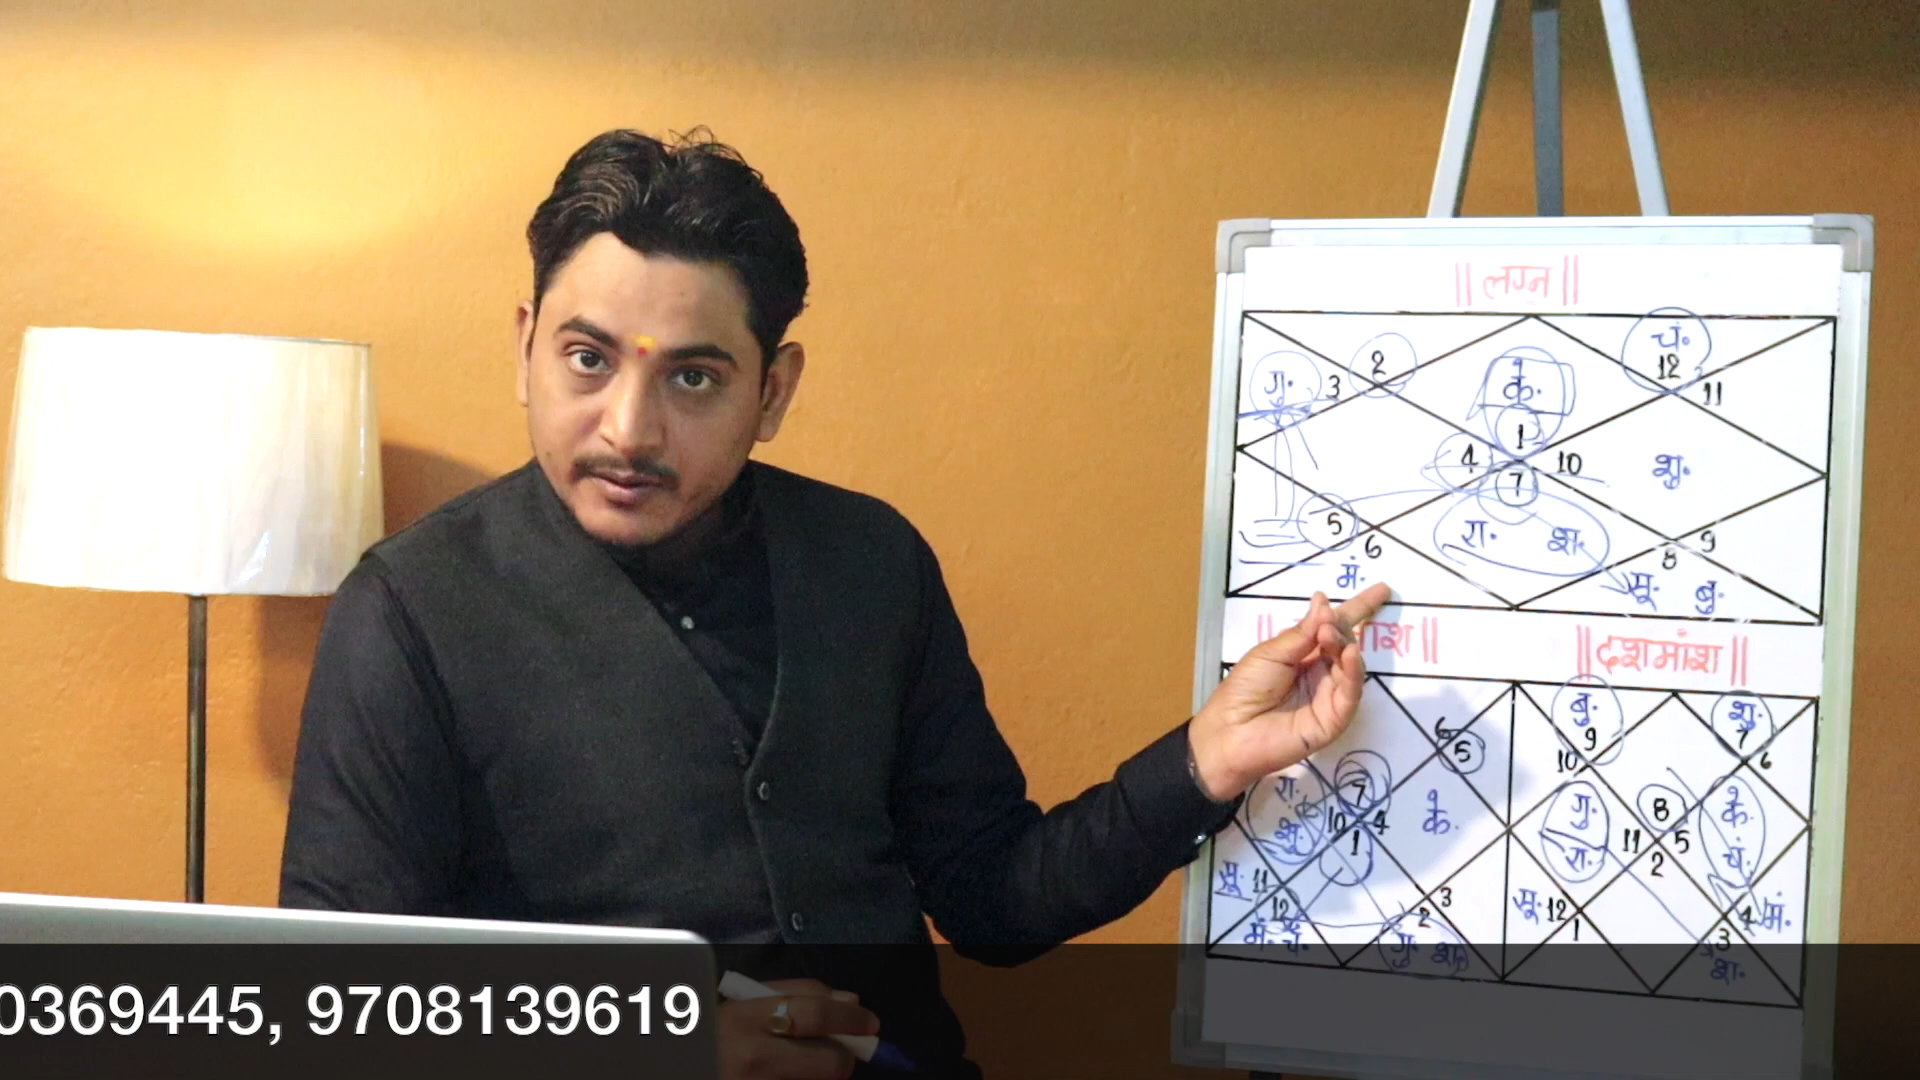 || लग्न ||
चं.
12
11
2
गु. 3
के.
1
4 10
7
शु.
5
6
मं.
रा. श.
9
8
सू. बु.
|| दशमांश ||
6
5
7
रा.
शु.
10 4
1
के.
सू. 11
12
मं. चं.
3
2
गु. श.
बु.
9
10
शु.
7
6
गु.
रा.
8
11 5
2
के.
चं.
सू. 12
1
4 मं.
3
श.
0369445, 9708139619